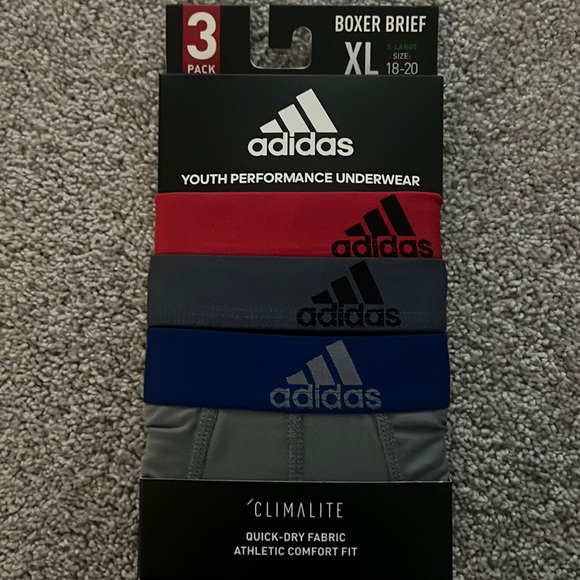 3
PACK
BOXER BRIEF
XL
X-LARGE
SIZE:
18-20
adidas
YOUTH PERFORMANCE UNDERWEAR
adidas
adidas
adidas
CLIMALITE
QUICK-DRY FABRIC
ATHLETIC COMFORT FIT